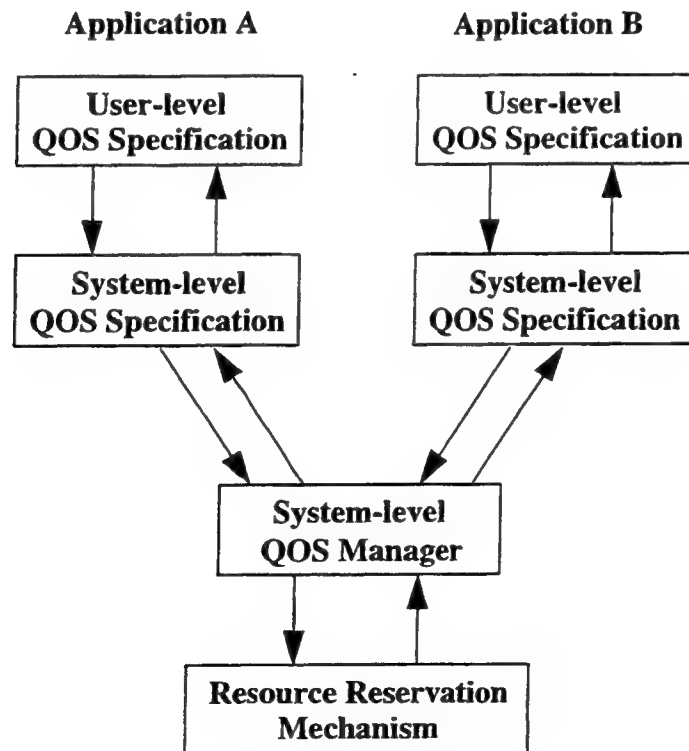 Application A
Application B
User-level
QOS Specification
User-level
QOS Specification
System-level
QOS Specification
System-level
QOS Specification
System-level
QOS Manager
Resource Reservation
Mechanism